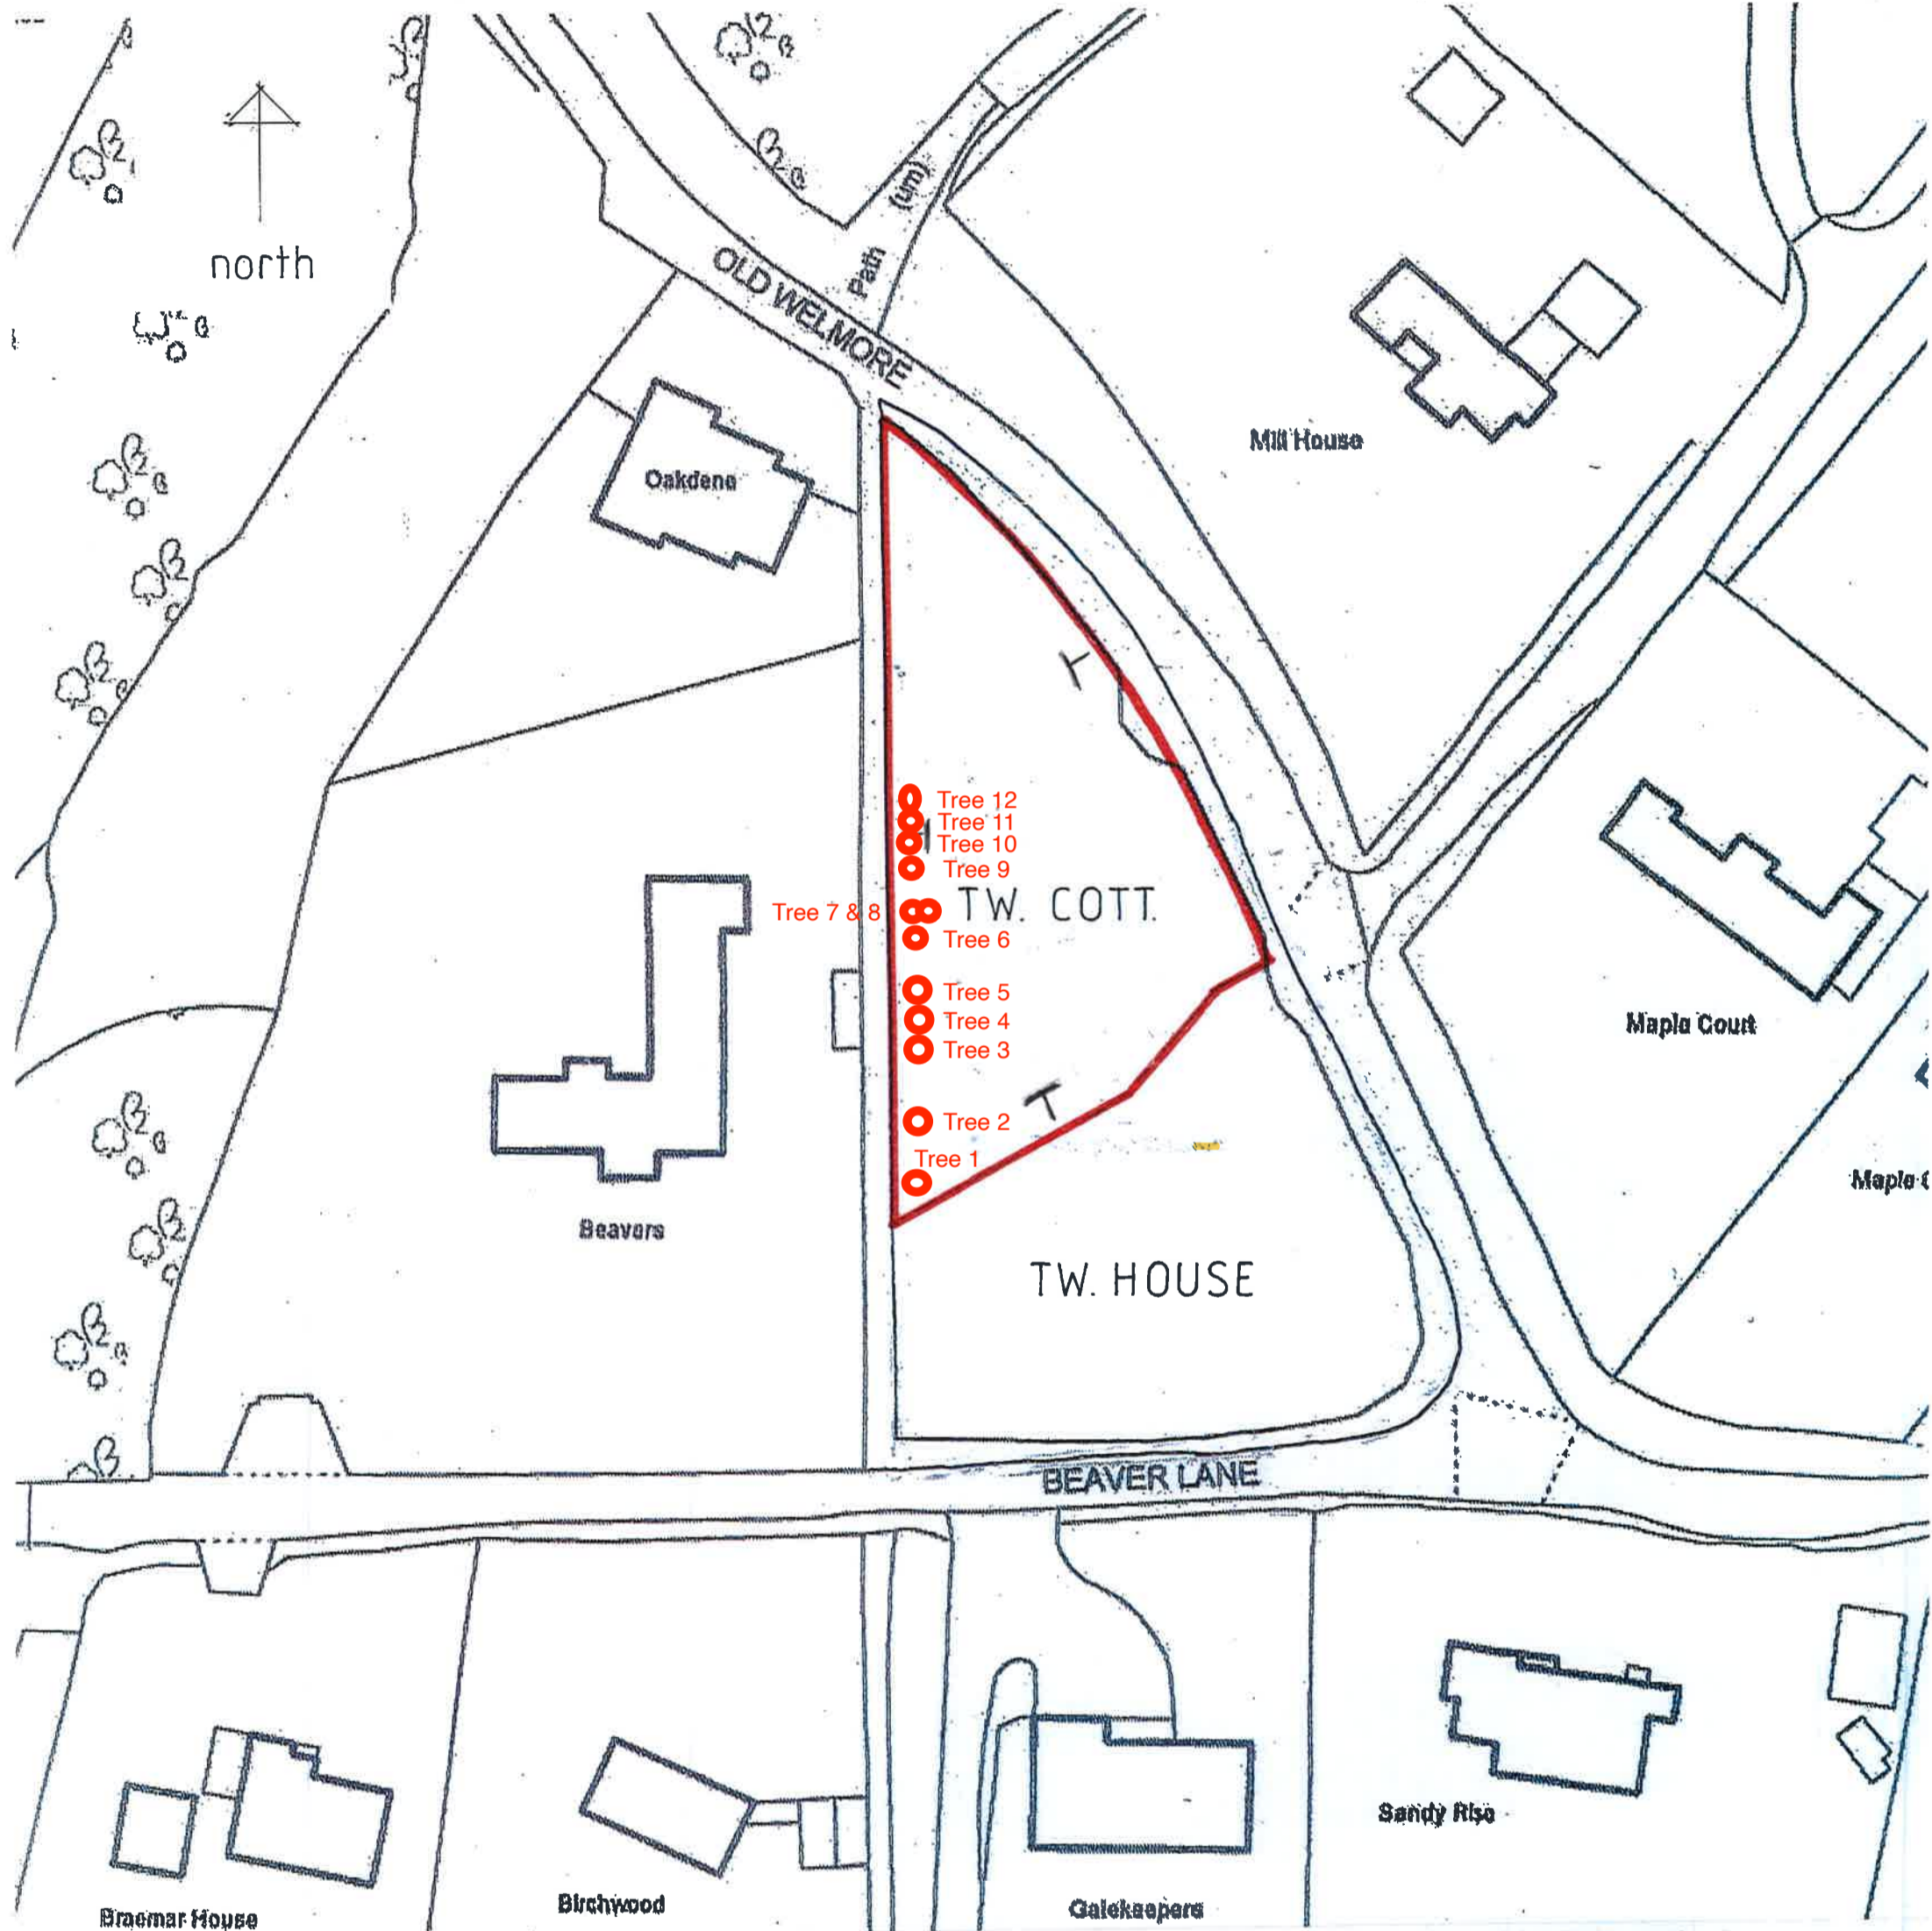 north
Path (um)
OLD WELMORE
Mill House
Oakdene
Tree 12
Tree 11
Tree 10
Tree 9
Tree 7 & 8
TW. COTT.
Tree 6
Tree 5
Tree 4
Tree 3
Maple Court
Tree 2
Tree 1
Maple
Beavers
TW. HOUSE
BEAVER LANE
Sandy Rise
Birchwood
Gatekeepers
Braemar House